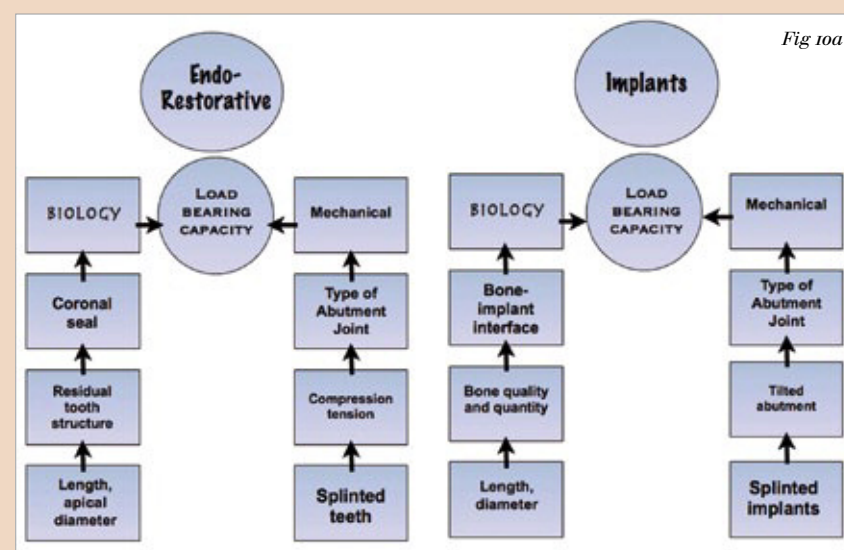 Fig 10a
Endo-
Restorative
BIOLOGY
LOAD
BEARING
CAPACITY
Mechanical
Coronal
seal
Type of
Abutment
Joint
Residual
tooth
structure
Compression
tension
Length,
apical
diameter
Splinted
teeth
Implants
BIOLOGY
LOAD
BEARING
CAPACITY
Mechanical
Bone-
implant
interface
Type of
Abutment
Joint
Bone quality
and quantity
Tilted
abutment
Length,
diameter
Splinted
implants